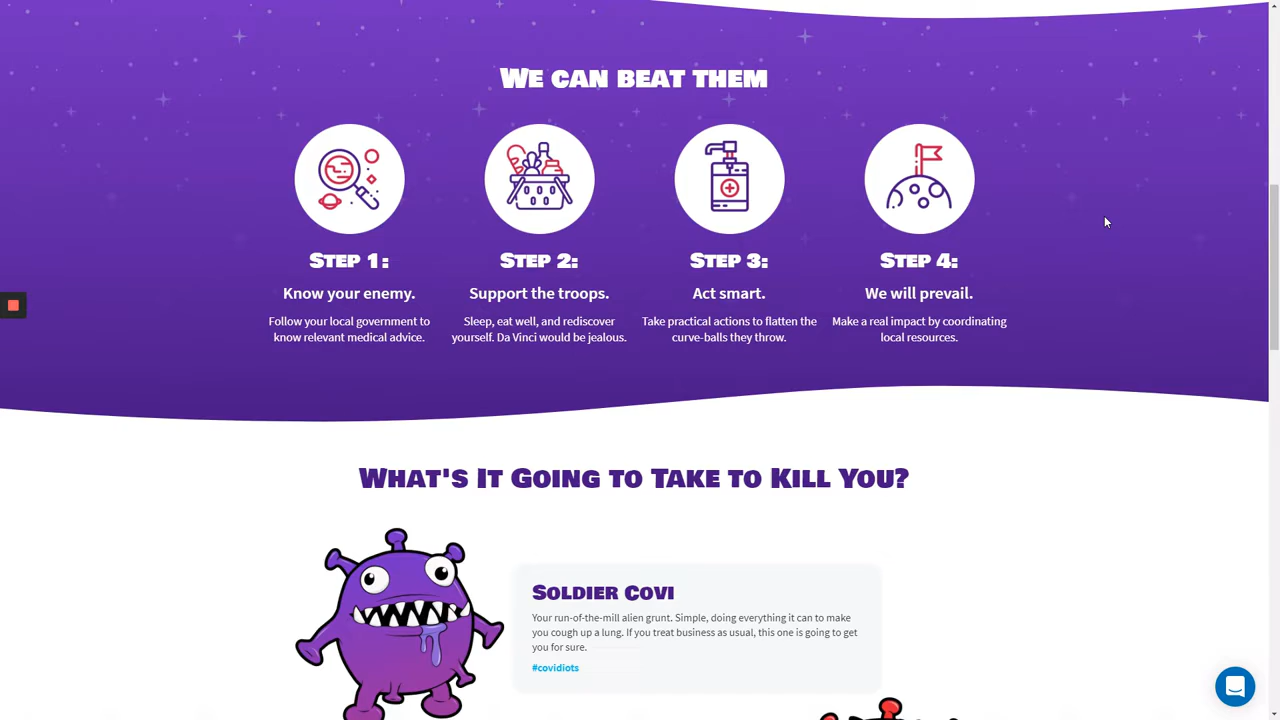 We can beat them
Step 1:
Know your enemy.
Follow your local government to
know relevant medical advice.
Step 2:
Support the troops.
Sleep, eat well, and rediscover
yourself. Da Vinci would be jealous.
Step 3:
Act smart.
Take practical actions to flatten the
curve-balls they throw.
Step 4:
We will prevail.
Make a real impact by coordinating
local resources.
What's It Going to Take to Kill You?
Soldier Covi
Your run-of-the-mill alien grunt. Simple, doing everything it can to make
you cough up a lung. If you treat business as usual, this one is going to get
you for sure.
#covidiots